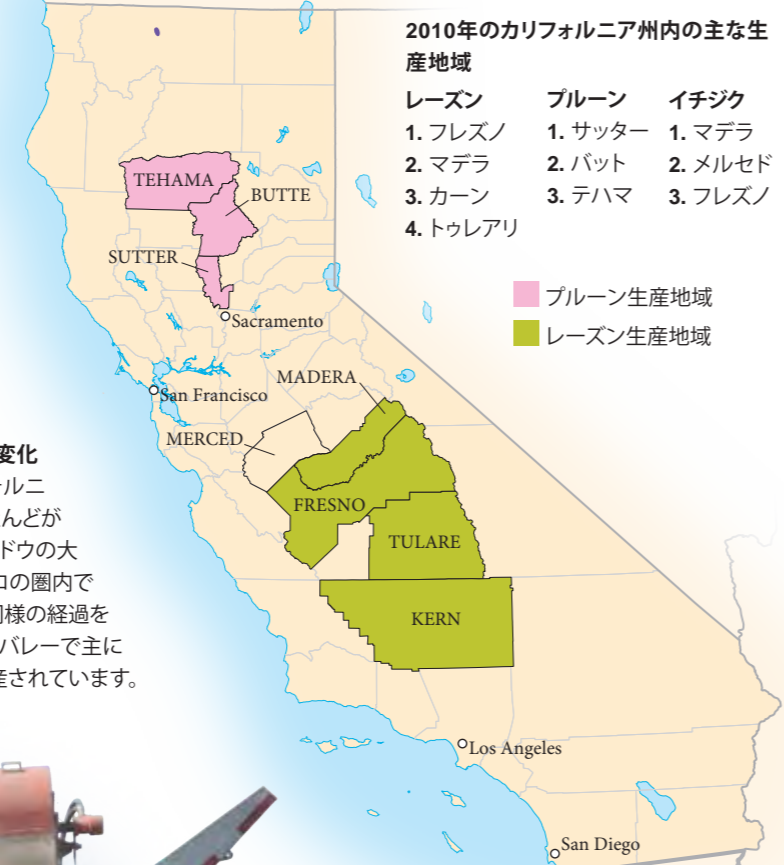 2010年のカリフォルニア州内の主な生
産地域
レーズン
1. フレズノ
2. マデラ
3. カーン
4. トゥレアリ
プルーン
1. サッター
2. バット
3. テハマ
イチジク
1. マデラ
2. メルセド
3. フレズノ
プルーン生産地域
レーズン生産地域
TEHAMA
BUTTE
SUTTER
Sacramento
San Francisco
MADERA
MERCED
FRESNO
TULARE
KERN
Los Angeles
San Diego
変化
ルニ
んどが
ドウの大
コの圏内で
同様の経過を
バレーで主に
産されています。